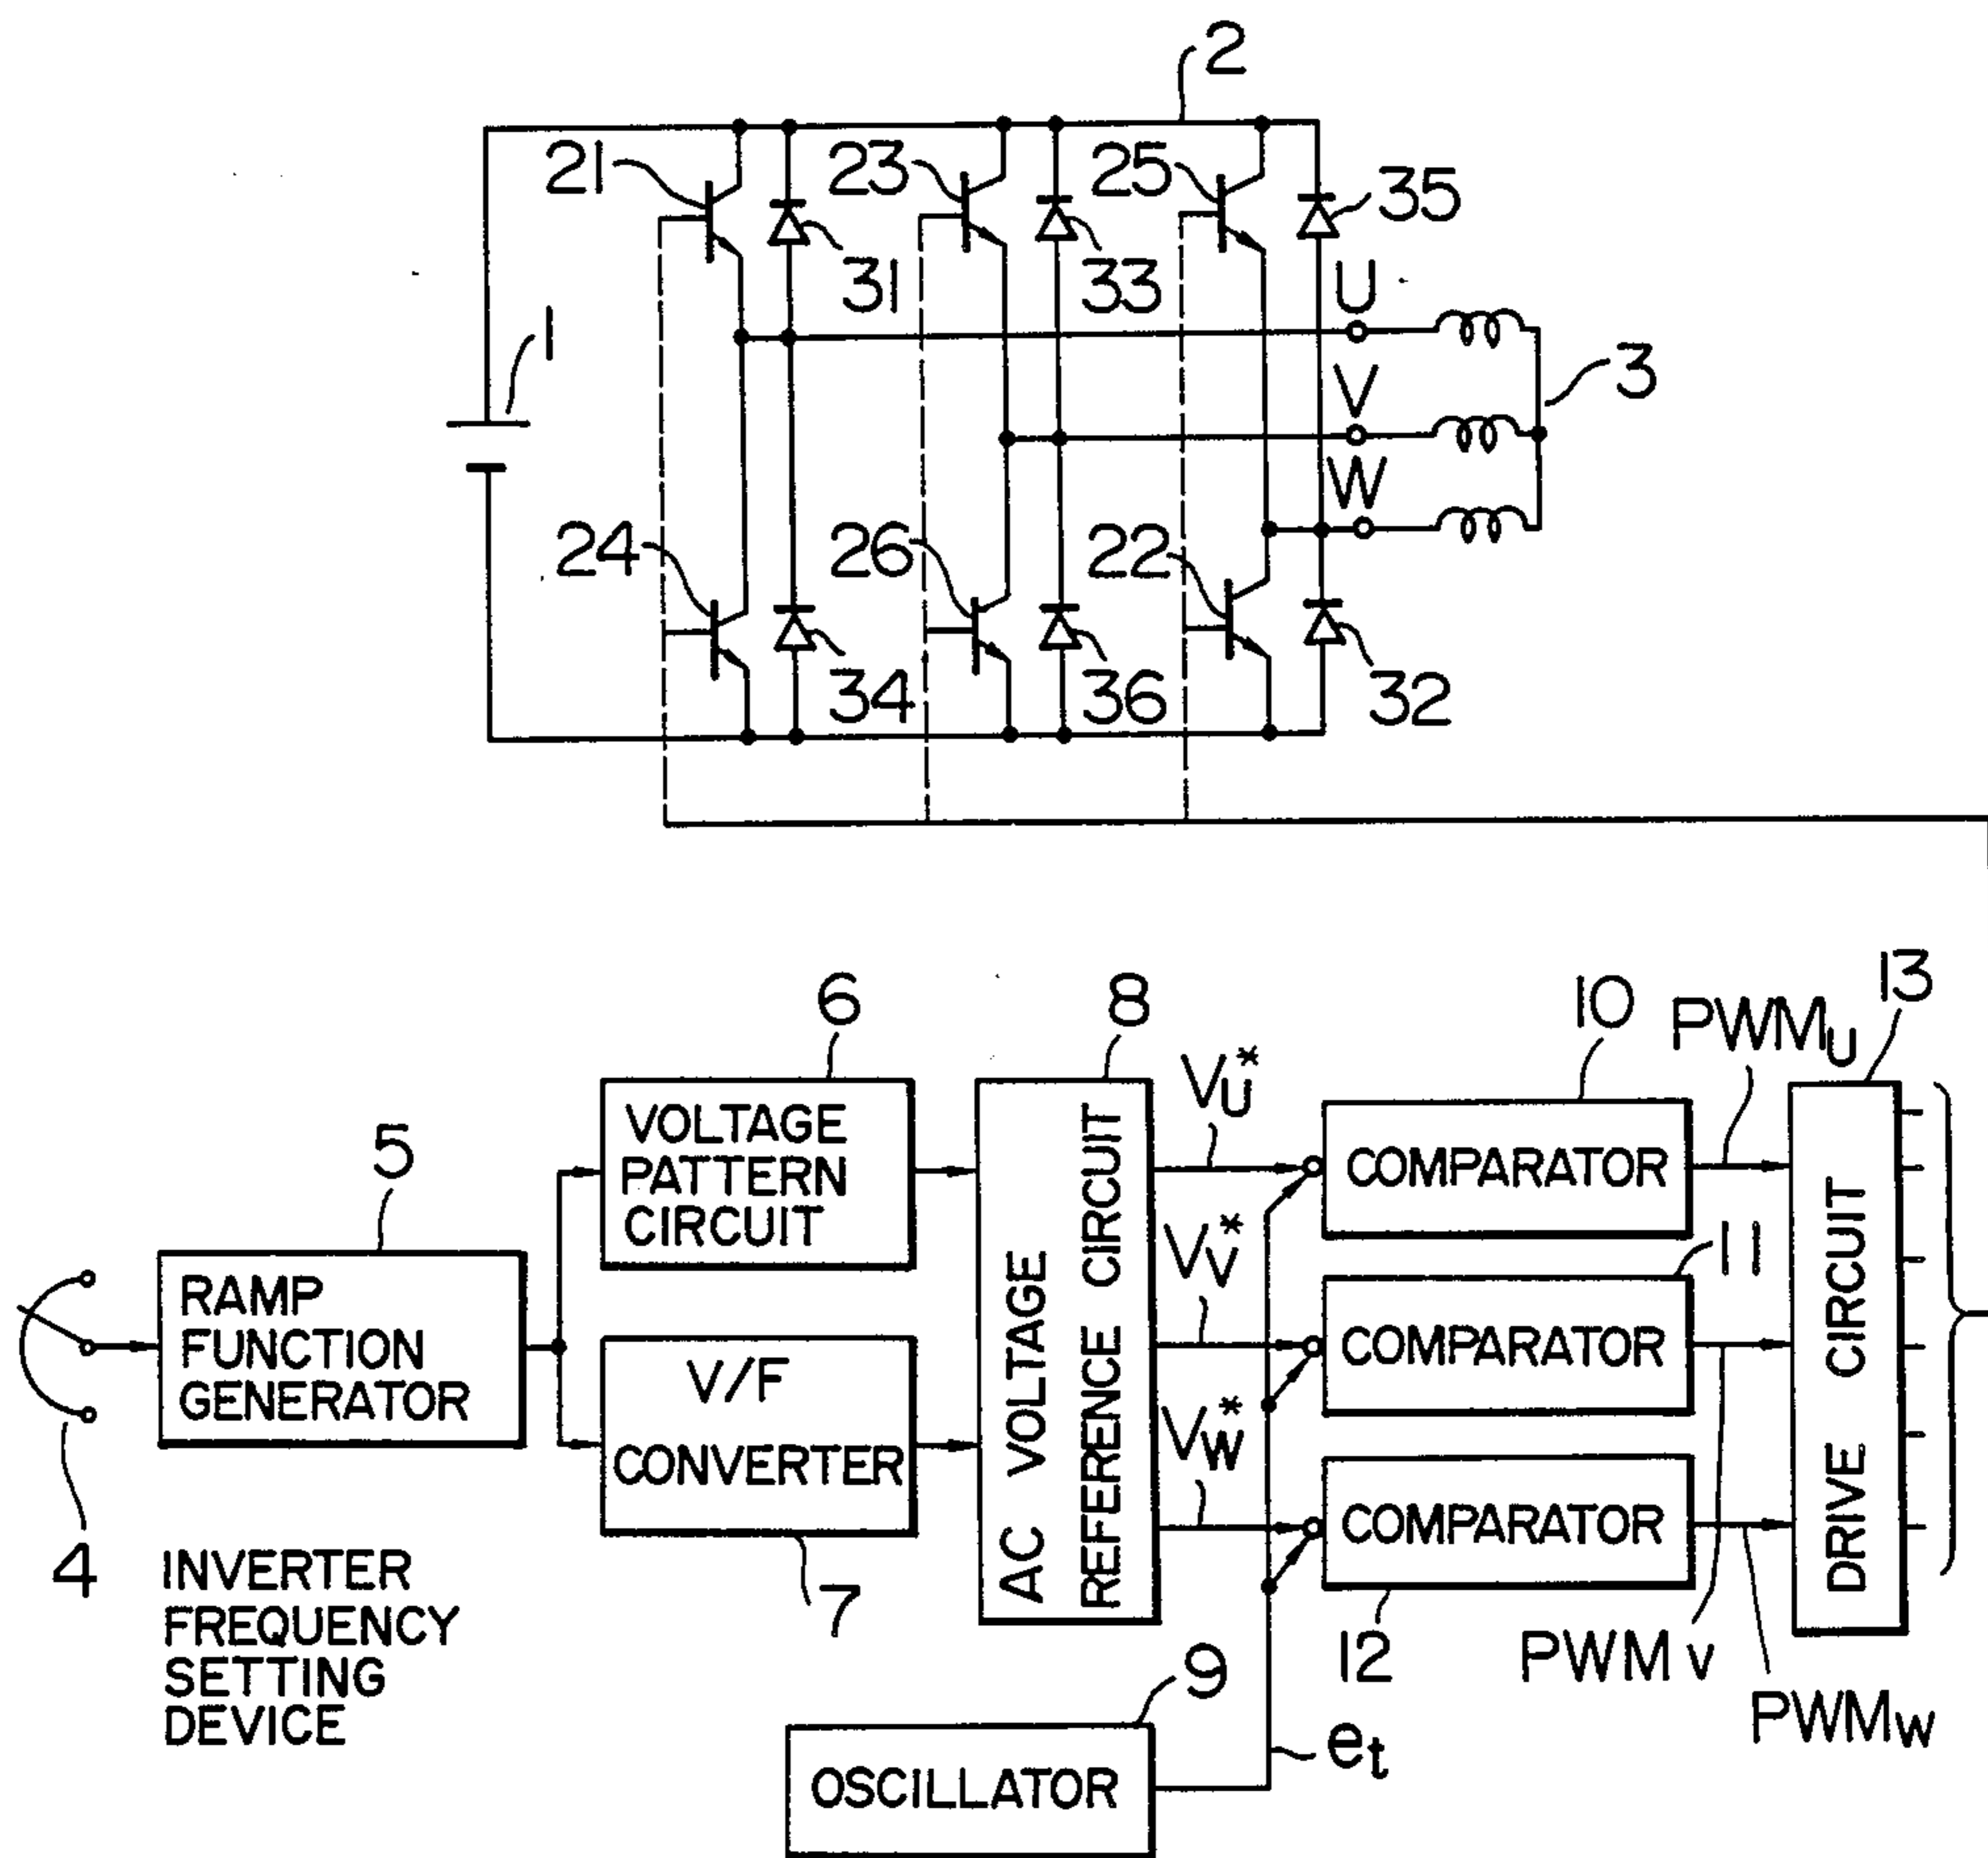 2
21
23
25
35
31
33
U
1
V
3
W
24
26
22
34
36
32
6
8
10
PWMU
13
5
VU*
VOLTAGE
PATTERN
CIRCUIT
COMPARATOR
11
VV*
RAMP
FUNCTION
GENERATOR
V/F
CONVERTER
AC VOLTAGE
REFERENCE CIRCUIT
COMPARATOR
DRIVE CIRCUIT
VW*
COMPARATOR
4
INVERTER
FREQUENCY
SETTING
DEVICE
7
12
PWM V
PWMW
9
et
OSCILLATOR